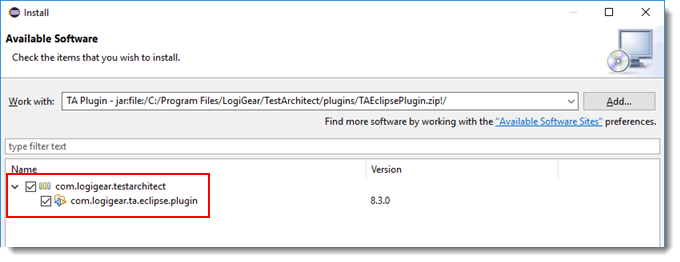 Install
Available Software
Check the items that you wish to install.
Work with: TA Plugin - jar:file:/C:/Program Files/LogiGear/TestArchitect/plugins/TAEclipsePlugin.zip!/ Add...
Find more software by working with the "Available Software Sites" preferences.
type filter text
Name Version
com.logigear.testarchitect
com.logigear.ta.eclipse.plugin 8.3.0